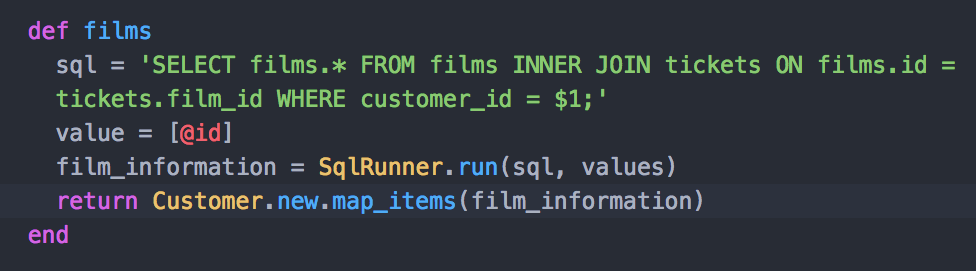 def films
sql = 'SELECT films.* FROM films INNER JOIN tickets ON films.id =
tickets.film_id WHERE customer_id = $1;'
value = [@id]
film_information = SqlRunner.run(sql, values)
return Customer.new.map_items(film_information)
end